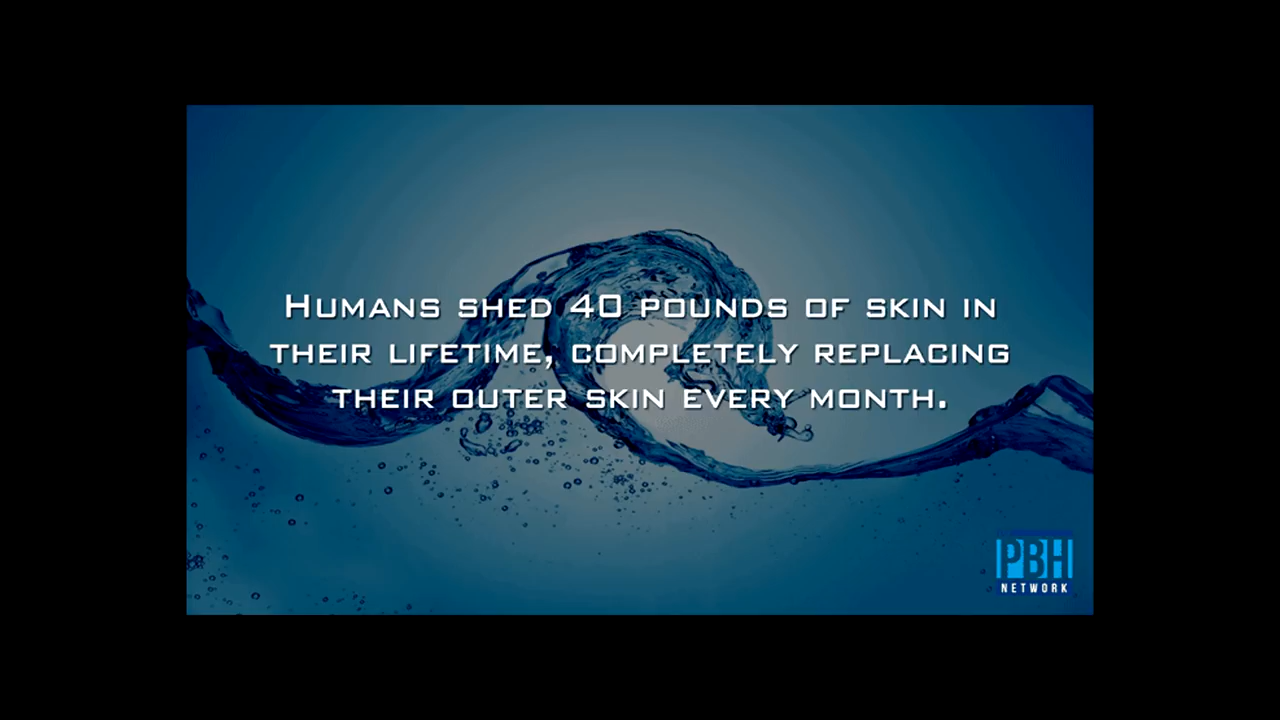 Humans shed 40 pounds of skin in
their lifetime, completely replacing
their outer skin every month.
PBH
NETWORK